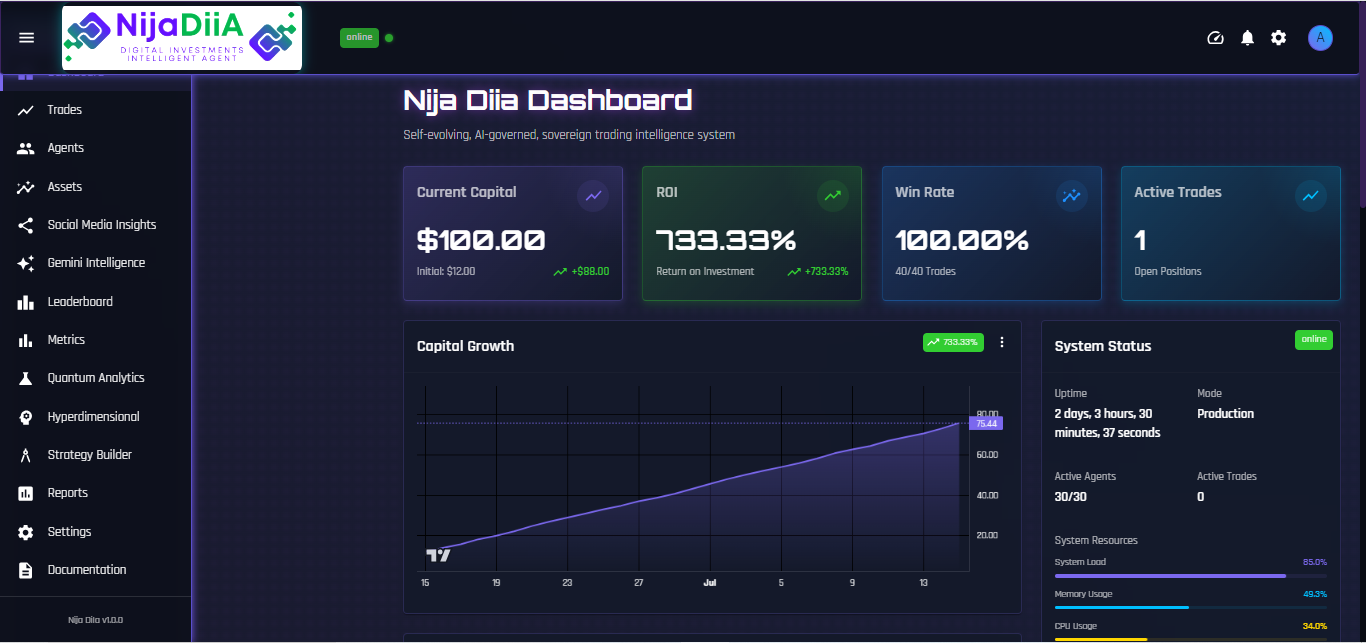 NijaDiiA
DIGITAL INVESTMENTS
INTELLIGENT AGENT
online
A
Dashboard
Trades
Agents
Assets
Social Media Insights
Gemini Intelligence
Leaderboard
Metrics
Quantum Analytics
Hyperdimensional
Strategy Builder
Reports
Settings
Documentation
Nija Diia v1.0.0
Nija Diia Dashboard
Self-evolving, AI-governed, sovereign trading intelligence system
Current Capital
$100.00
Initial: $12.00
+$88.00
ROI
733.33%
Return on Investment
+733.33%
Win Rate
100.00%
40/40 Trades
Active Trades
1
Open Positions
Capital Growth
733.33%
80.00
75.44
60.00
40.00
20.00
15
19
23
27
Jul
5
9
13
System Status
online
Uptime
Mode
2 days, 3 hours, 30
minutes, 37 seconds
Production
Active Agents
Active Trades
30/30
0
System Resources
System Load
85.0%
Memory Usage
49.3%
CPU Usage
34.0%